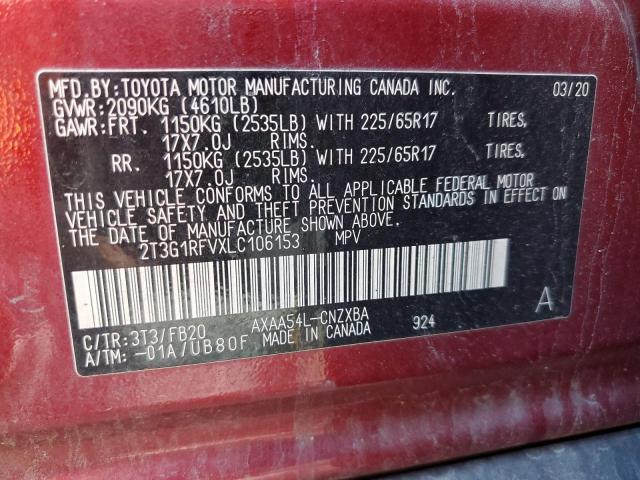 MFD.BY:TOYOTA MOTOR MANUFACTURING CANADA INC. 03/20
GVWR:2090KG (4610LB)
GAWR:FRT. 1150KG (2535LB) WITH 225/65R17 TIRES,
17X7.0J RIMS.
RR. 1150KG (2535LB) WITH 225/65R17 TIRES,
17X7.0J RIMS.
THIS VEHICLE CONFORMS TO ALL APPLICABLE FEDERAL MOTOR
VEHICLE SAFETY AND THEFT PREVENTION STANDARDS IN EFFECT ON
THE DATE OF MANUFACTURE SHOWN ABOVE.
2T3G1RFVXLC106153 MPV
C/TR:3T3/FB20 AXAA54L-CNZXBA 924 A
A/TM:-01A/UB80F MADE IN CANADA